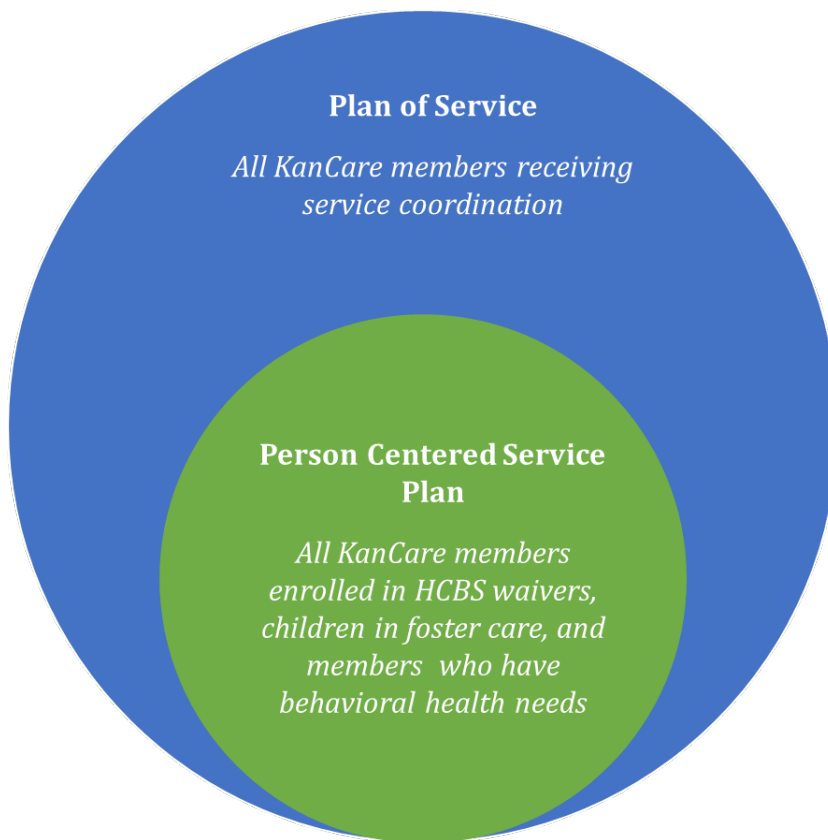 Plan of Service
All KanCare members receiving
service coordination
Person Centered Service
Plan
All KanCare members
enrolled in HCBS waivers,
children in foster care, and
members who have
behavioral health needs